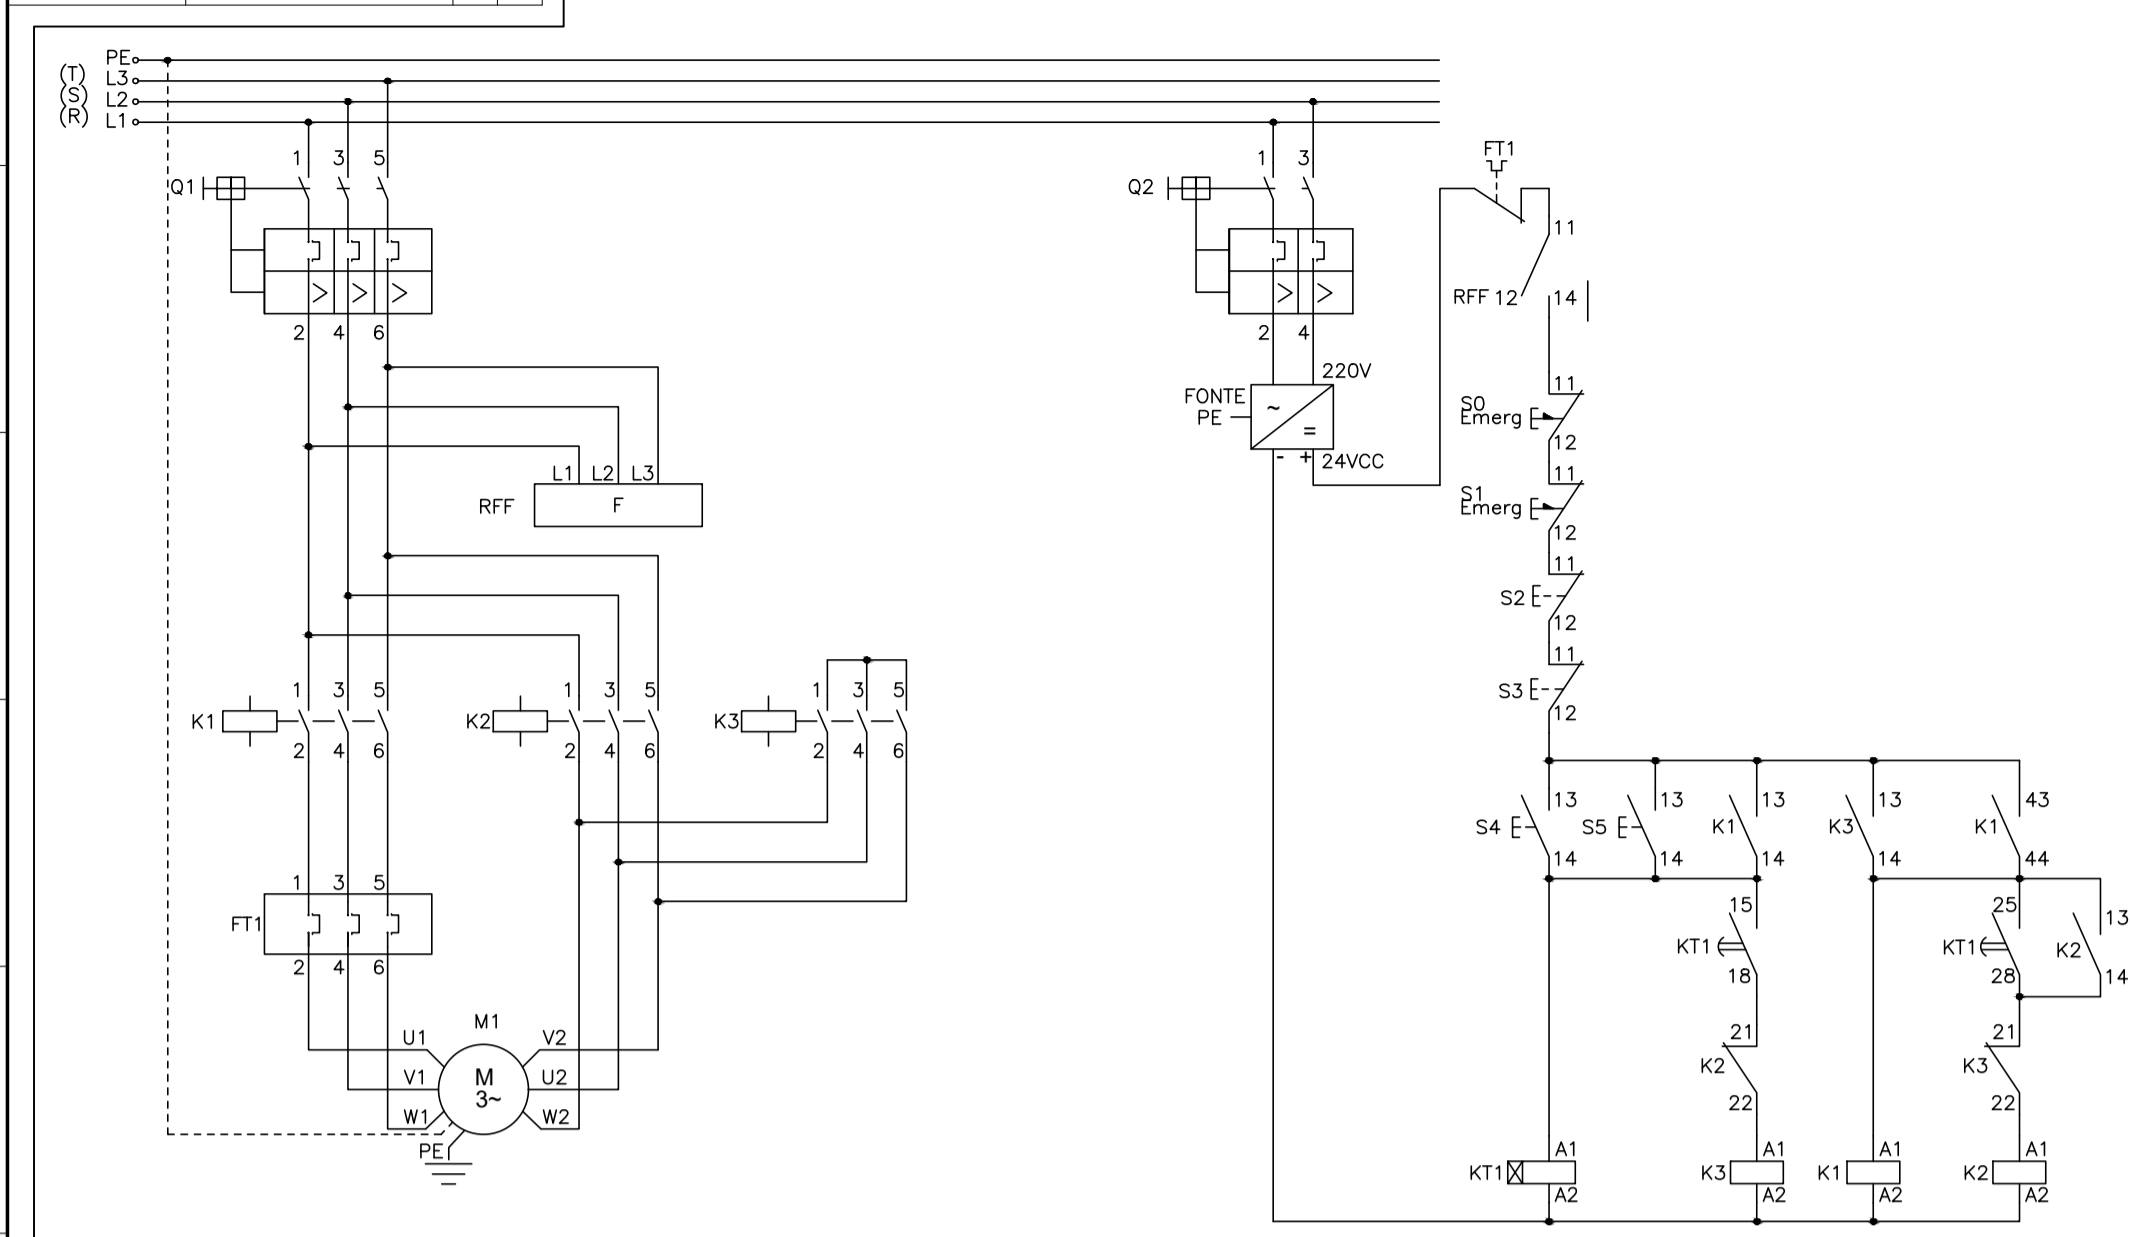 PE
(T) L3
(S) L2
(R) L1
1 3 5
Q1
2 4 6
L1 L2 L3
RFF F
1 3 5
K1
2 4 6
1 3 5
K2
2 4 6
1 3 5
K3
2 4 6
1 3 5
FT1
2 4 6
M1
U1 V2
V1 M U2
3~
W1 W2
PE
1 3
Q2
2 4
220V
FONTE
PE
~
=
- + 24VCC
FT1
11
RFF 12 14
11
S0
Emerg
12
11
S1
Emerg
12
11
S2
12
11
S3
12
13 13 13 13 43
S4 S5 K1 K3 K1
14 14 14 14 44
15 25 13
KT1 KT1 K2
18 28 14
21 21
K2 K3
22 22
A1 A1 A1 A1
KT1 K3 K1 K2
A2 A2 A2 A2